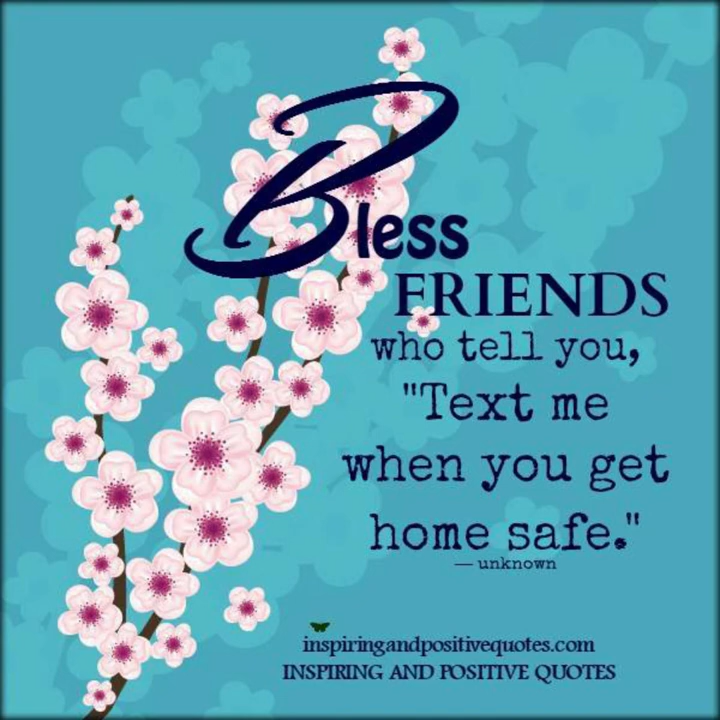 Bless
FRIENDS
who tell you,
"Text me
when you get
home safe."
— unknown
inspiringandpositivequotes.com
INSPIRING AND POSITIVE QUOTES